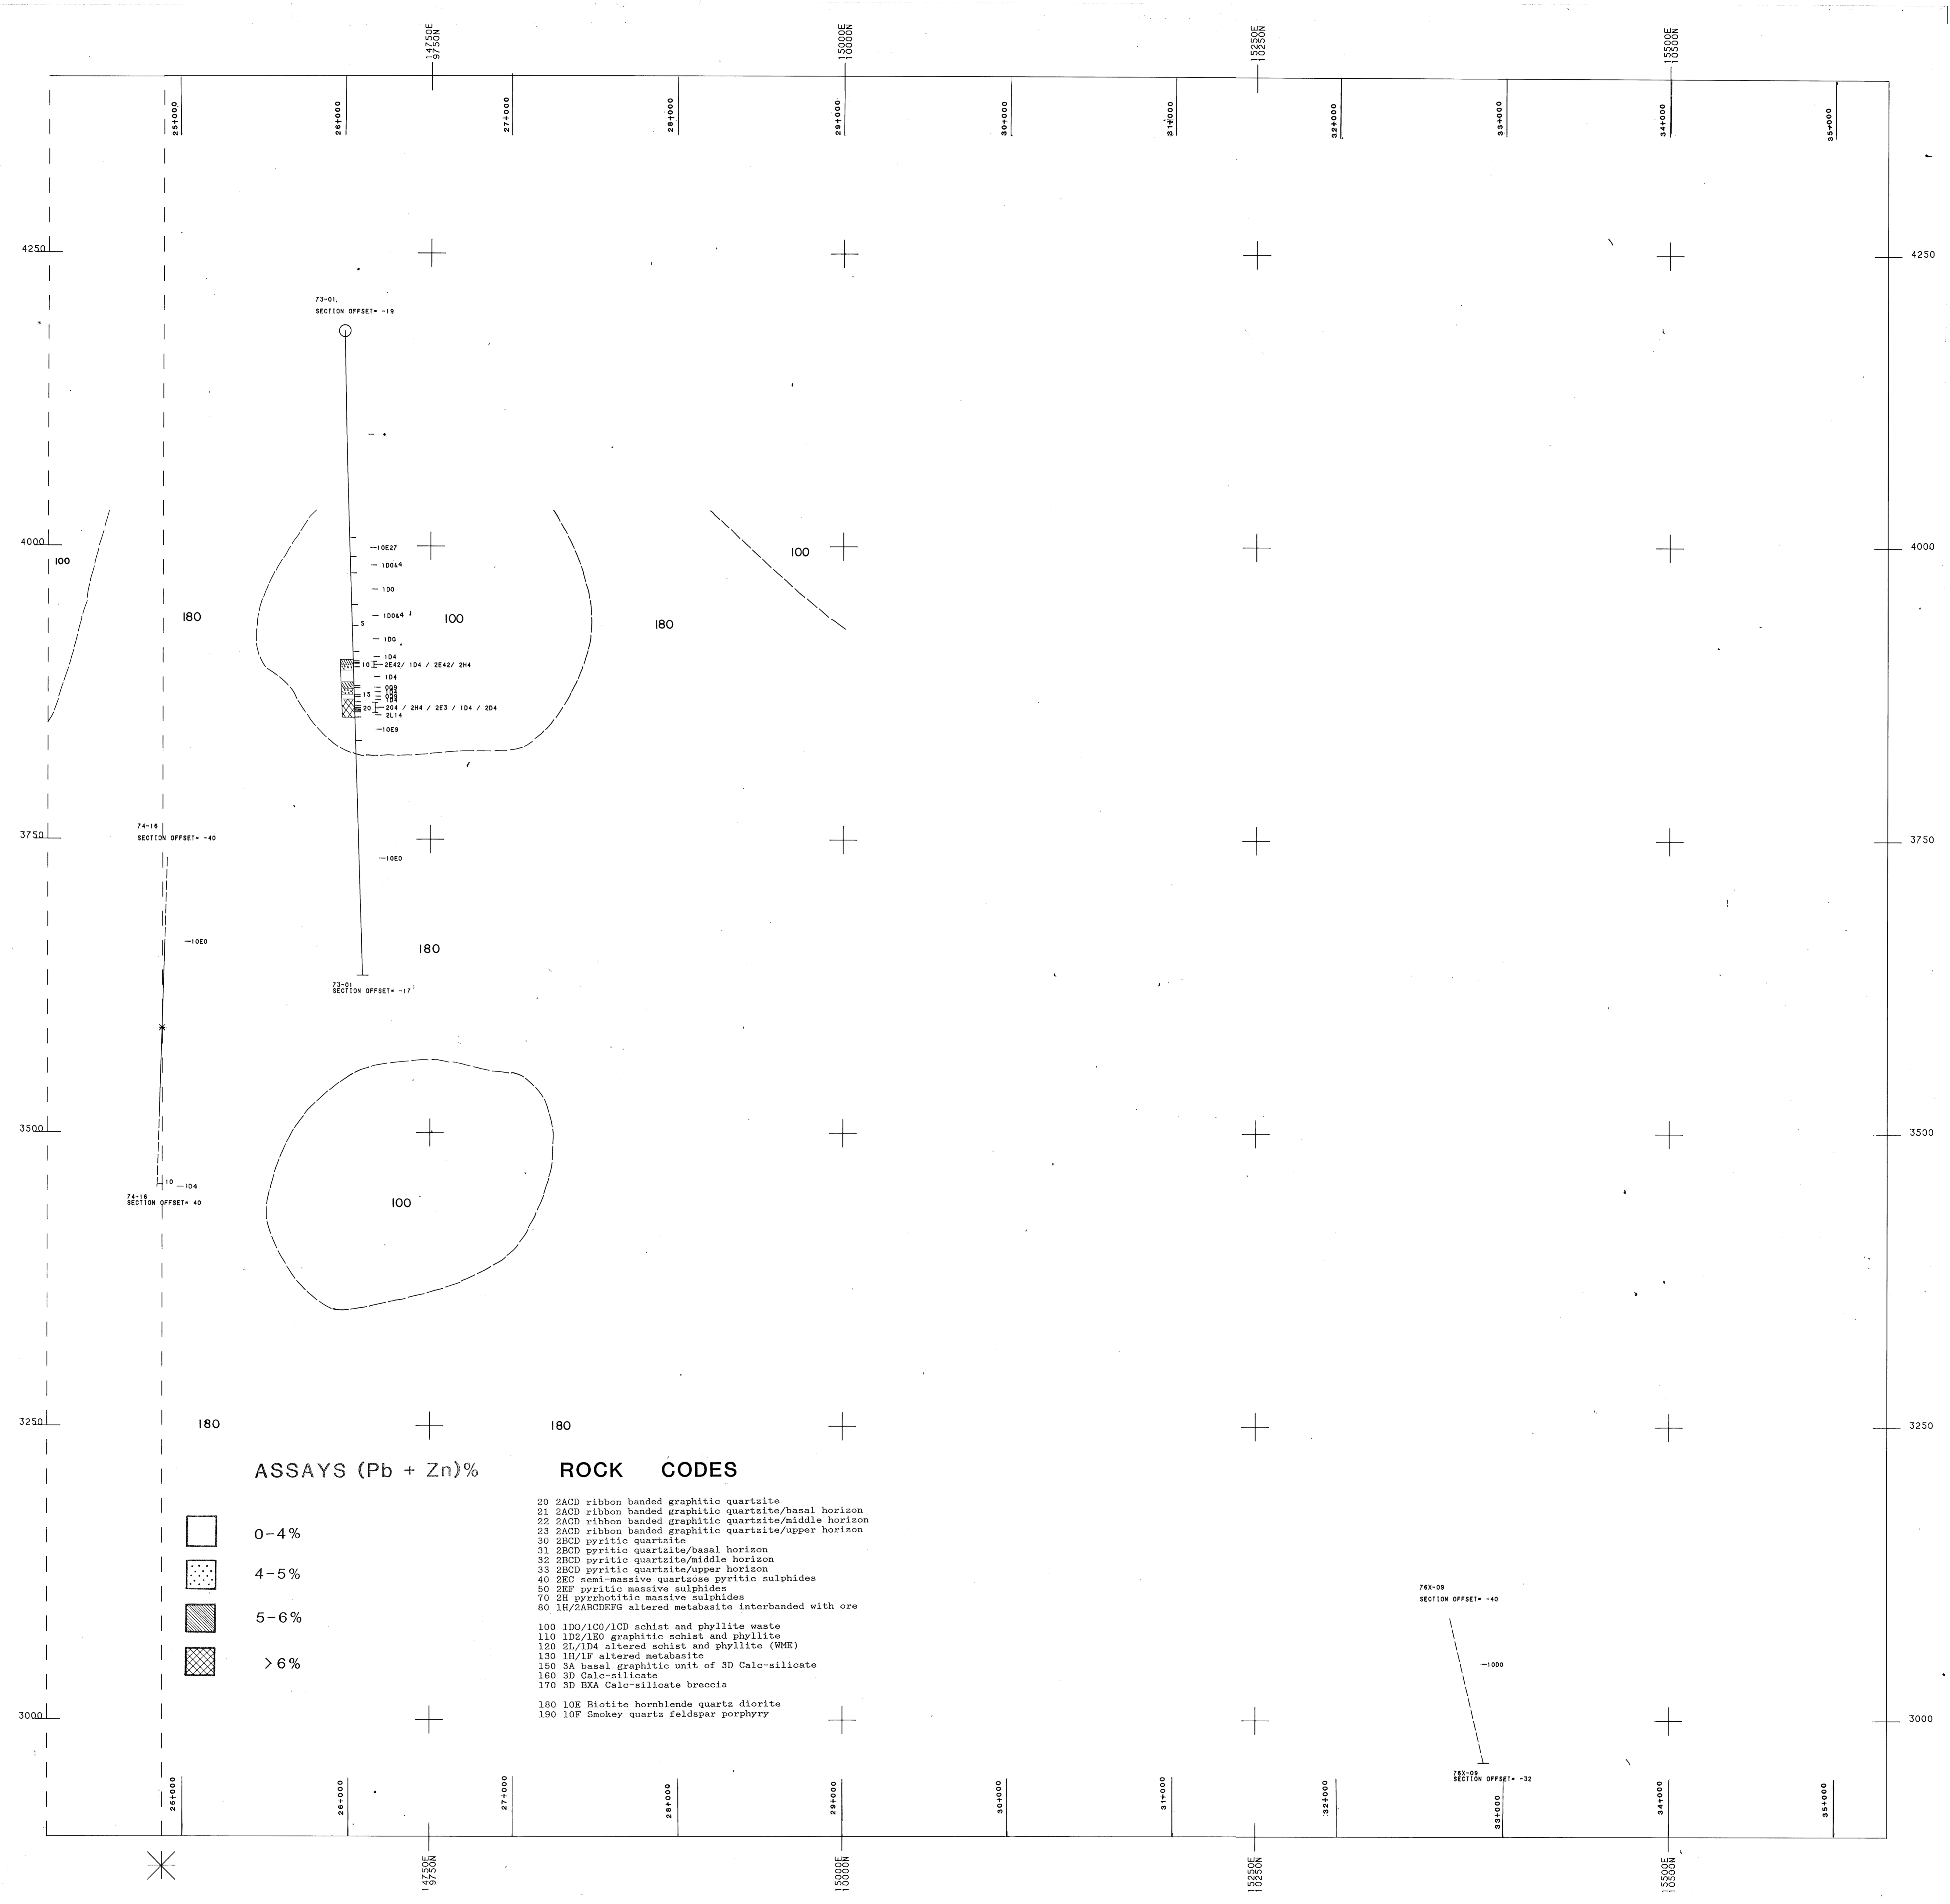 14750E
9750N
15000E
10000N
15250E
10250N
15500E
10500N
25+000
26+000
27+000
28+000
29+000
30+000
31+000
32+000
33+000
34+000
35+000
4250
4250
73-01,
SECTION OFFSET= -19
4000
4000
10E27
100
100
1D0&4
1D0
180
1D0&4
100
180
5
1D0
1D4
10
2E42/ 1D4 / 2E42/ 2H4
1D4
15
1D4
20
2G4 / 2H4 / 2E3 / 1D4 / 2D4
2L14
10E9
74-16
3750
SECTION OFFSET= -40
3750
10E0
10E0
180
73-01
SECTION OFFSET= -17
3500
3500
10
1D4
74-16
SECTION OFFSET= 40
100
3250
180
180
3250
ASSAYS (Pb + Zn)%
0-4%
4-5%
5-6%
>6%
ROCK CODES
20 2ACD ribbon banded graphitic quartzite
21 2ACD ribbon banded graphitic quartzite/basal horizon
22 2ACD ribbon banded graphitic quartzite/middle horizon
23 2ACD ribbon banded graphitic quartzite/upper horizon
30 2BCD pyritic quartzite
31 2BCD pyritic quartzite/basal horizon
32 2BCD pyritic quartzite/middle horizon
33 2BCD pyritic quartzite/upper horizon
40 2EC semi-massive quartzose pyritic sulphides
50 2EF pyritic massive sulphides
70 2H pyrrhotitic massive sulphides
80 1H/2ABCDEFG altered metabasite interbanded with ore
100 1D0/1C0/1CD schist and phyllite waste
110 1D2/1E0 graphitic schist and phyllite
120 2L/1D4 altered schist and phyllite (WME)
130 1H/1F altered metabasite
150 3A basal graphitic unit of 3D Calc-silicate
160 3D Calc-silicate
170 3D BXA Calc-silicate breccia
180 10E Biotite hornblende quartz diorite
190 10F Smokey quartz feldspar porphyry
76X-09
SECTION OFFSET= -40
10D0
3000
3000
76X-09
SECTION OFFSET= -32
25+000
26+000
27+000
28+000
29+000
30+000
31+000
32+000
33+000
34+000
35+000
14750E
9750N
15000E
10000N
15250E
10250N
15500E
10500N